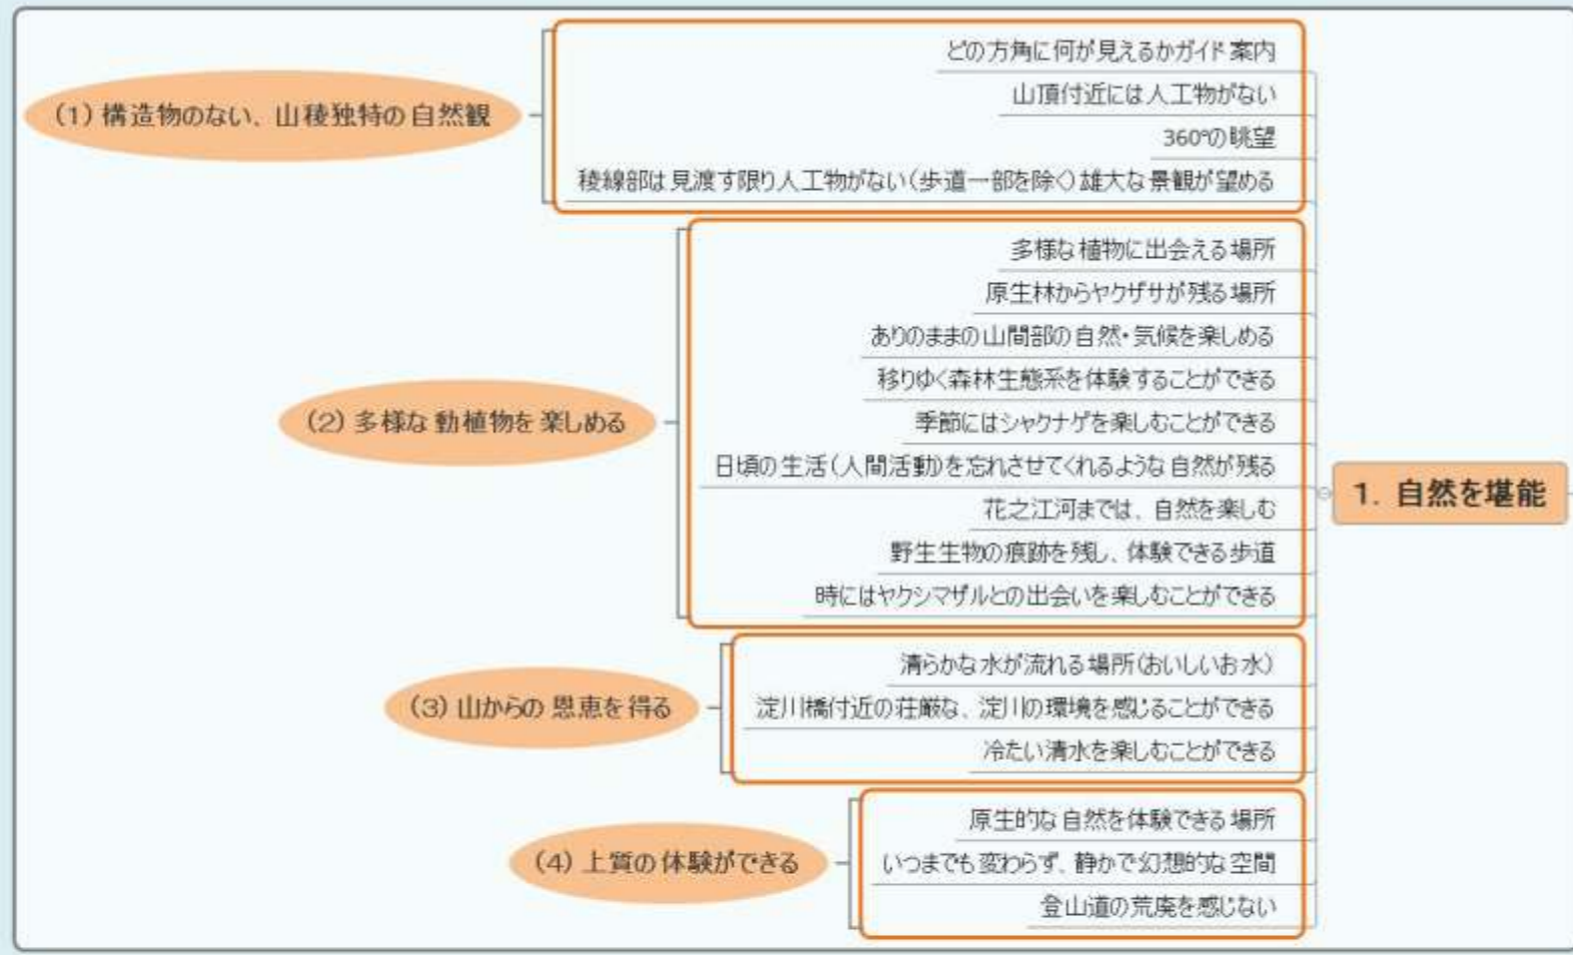 1. 自然を堪能
(1) 構造物のない、山稜独特の自然観
どの方角に何が見えるかガイド案内
山頂付近には人工物がない
360°の眺望
稜線部は見渡す限り人工物がない(歩道一部を除く)雄大な景観が望める
(2) 多様な動植物を楽しめる
多様な植物に出会える場所
原生林からヤクザサが残る場所
ありのままの山間部の自然・気候を楽しめる
移りゆく森林生態系を体験することができる
季節にはシャクナゲを楽しむことができる
日頃の生活(人間活動)を忘れさせてくれるような自然が残る
花之江河までは、自然を楽しむ
野生生物の痕跡を残し、体験できる歩道
時にはヤクシマザルとの出会いを楽しむことができる
(3) 山からの恩恵を得る
清らかな水が流れる場所(おいしいお水)
淀川橋付近の荘厳な、淀川の環境を感じることができる
冷たい清水を楽しむことができる
(4) 上質の体験ができる
原生的な自然を体験できる場所
いつまでも変わらず、静かで幻想的な空間
登山道の荒廃を感じない